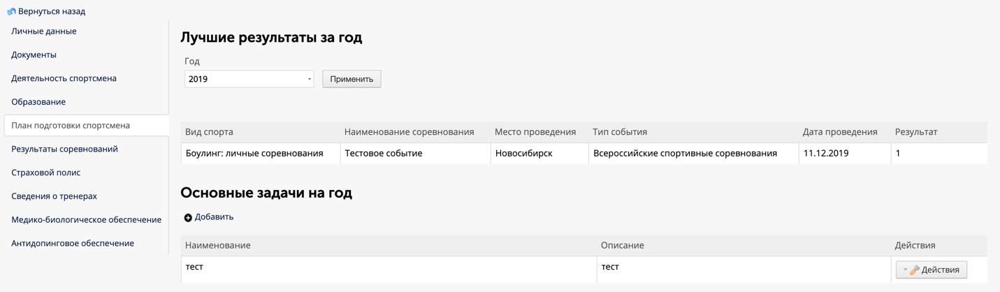 Вернуться назад
Личные данные
Документы
Деятельность спортсмена
Образование
План подготовки спортсмена
Результаты соревнований
Страховой полис
Сведения о тренерах
Медико-биологическое обеспечение
Антидопинговое обеспечение
Лучшие результаты за год
Год
2019 Применить
Вид спорта Наименование соревнования Место проведения Тип события Дата проведения Результат
Боулинг: личные соревнования Тестовое событие Новосибирск Всероссийские спортивные соревнования 11.12.2019 1
Основные задачи на год
Добавить
Наименование Описание Действия
тест тест Действия